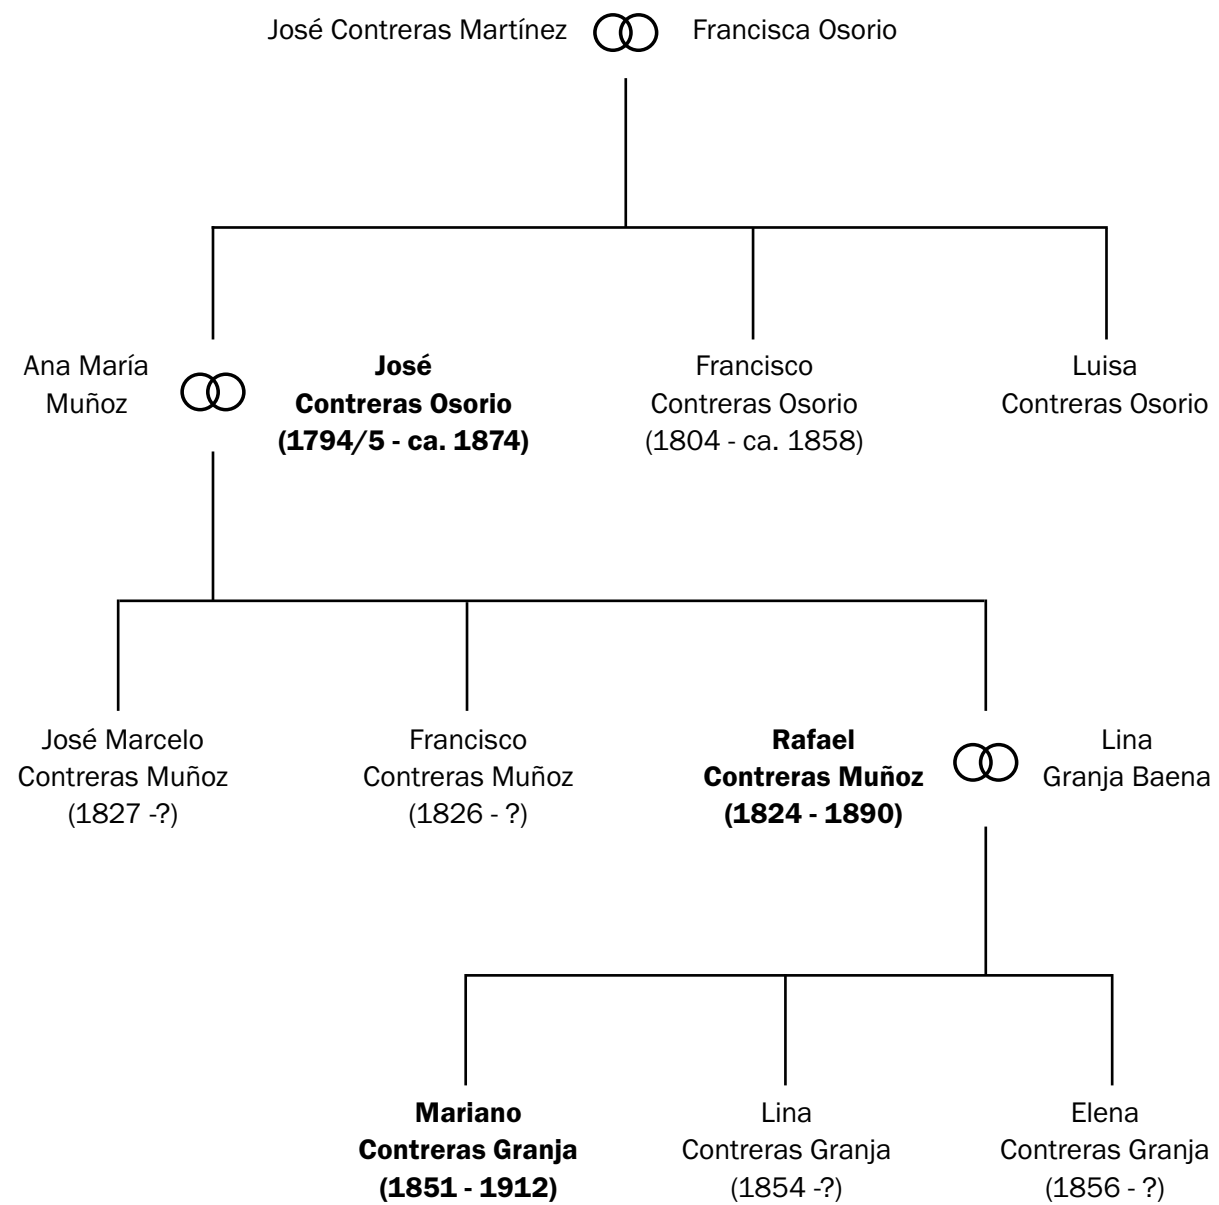 José Contreras Martínez
Francisca Osorio
Ana María
Muñoz
José
Contreras Osorio
(1794/5 - ca. 1874)
Francisco
Contreras Osorio
(1804 - ca. 1858)
Luisa
Contreras Osorio
José Marcelo
Contreras Muñoz
(1827 -?)
Francisco
Contreras Muñoz
(1826 - ?)
Rafael
Contreras Muñoz
(1824 - 1890)
Lina
Granja Baena
Mariano
Contreras Granja
(1851 - 1912)
Lina
Contreras Granja
(1854 -?)
Elena
Contreras Granja
(1856 - ?)